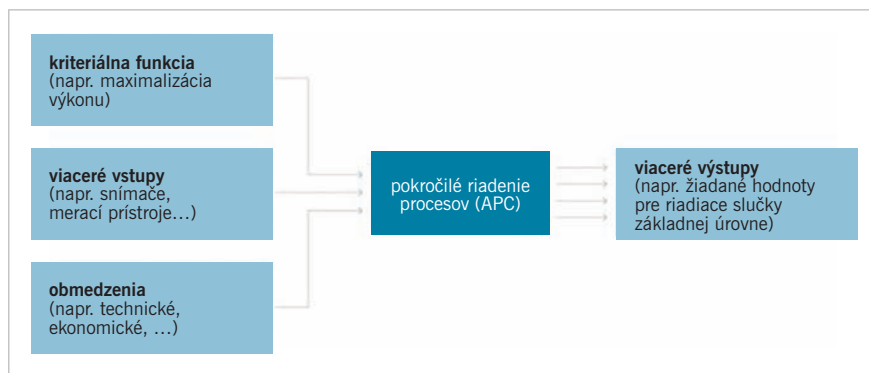 kriteriálna funkcia
(napr. maximalizácia
výkonu)
viaceré vstupy
(napr. snímače,
merací prístroje…)
obmedzenia
(napr. technické,
ekonomické, …)
pokročilé riadenie
procesov (APC)
viaceré výstupy
(napr. žiadané hodnoty
pre riadiace slučky
základnej úrovne)